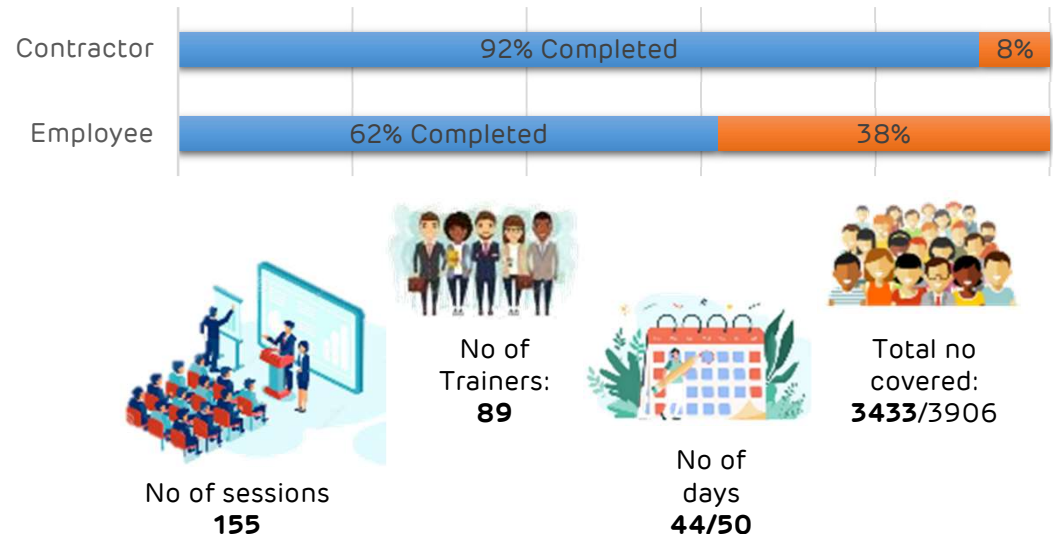 Contractor
92% Completed
8%
Employee
62% Completed
38%
No of sessions
155
No of
Trainers:
89
No of
days
44/50
Total no
covered:
3433/3906